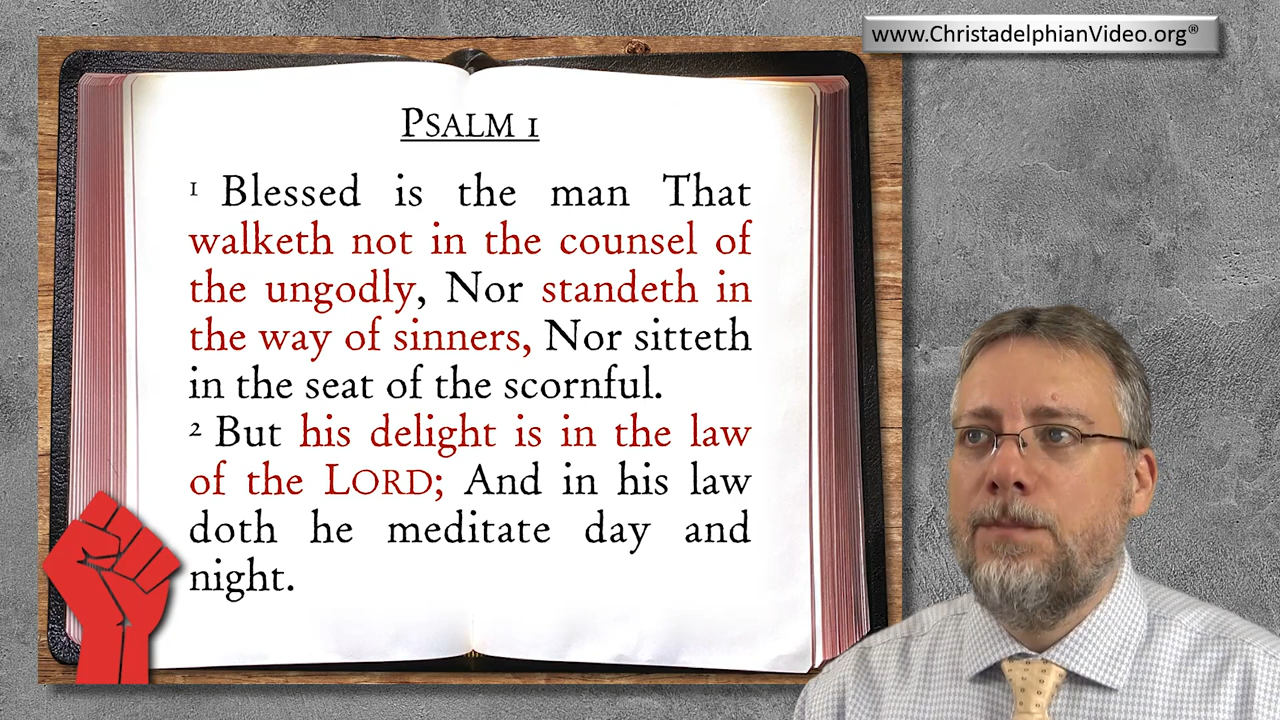 www.ChristadelphianVideo.org®
PSALM 1
1 Blessed is the man That
walketh not in the counsel of
the ungodly, Nor standeth in
the way of sinners, Nor sitteth
in the seat of the scornful.
2 But his delight is in the law
of the LORD; And in his law
doth he meditate day and
night.